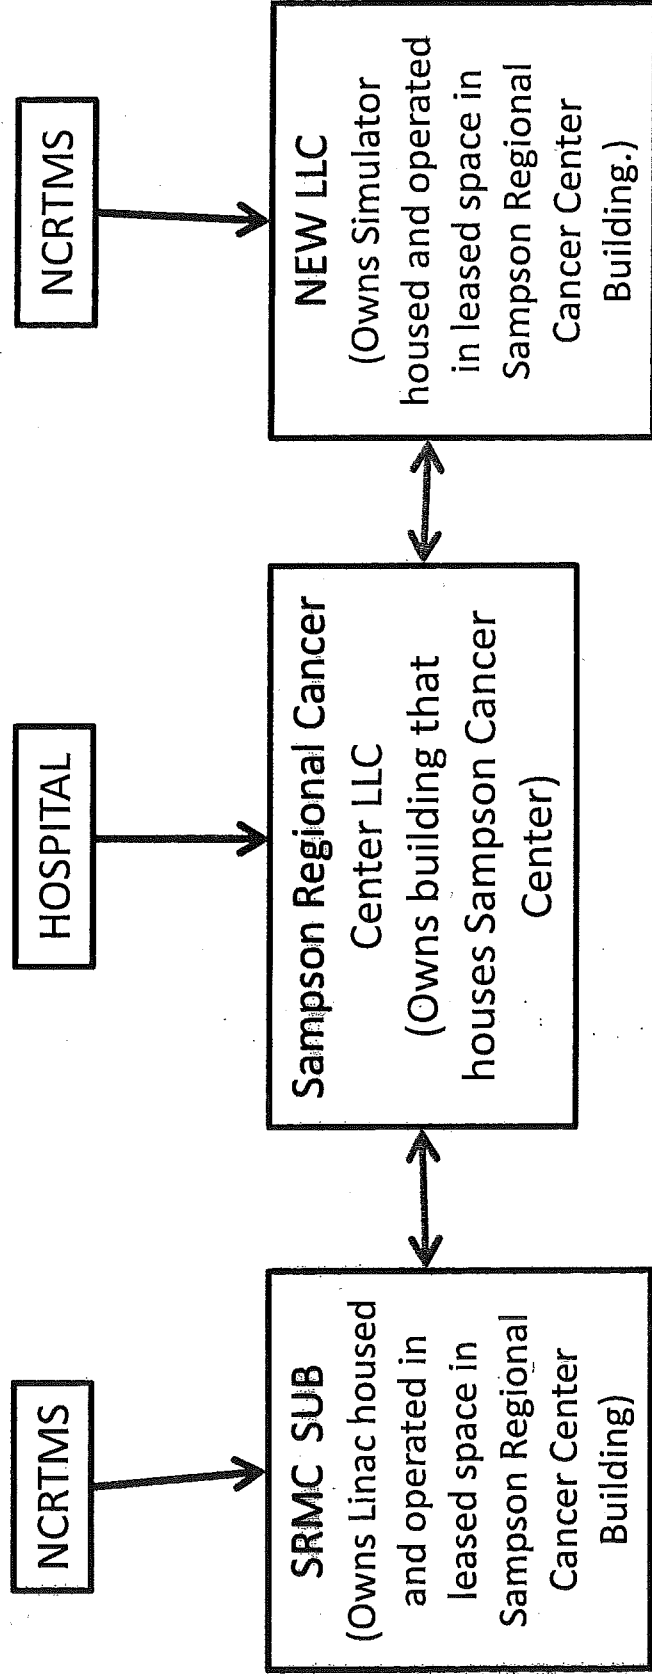 NCRTMS
SRMC SUB
(Owns Linac housed
and operated in
leased space in
Sampson Regional
Cancer Center
Building)
HOSPITAL
Sampson Regional Cancer
Center LLC
(Owns building that
houses Sampson Cancer
Center)
NCRTMS
NEW LLC
(Owns Simulator
housed and operated
in leased space in
Sampson Regional
Cancer Center
Building.)